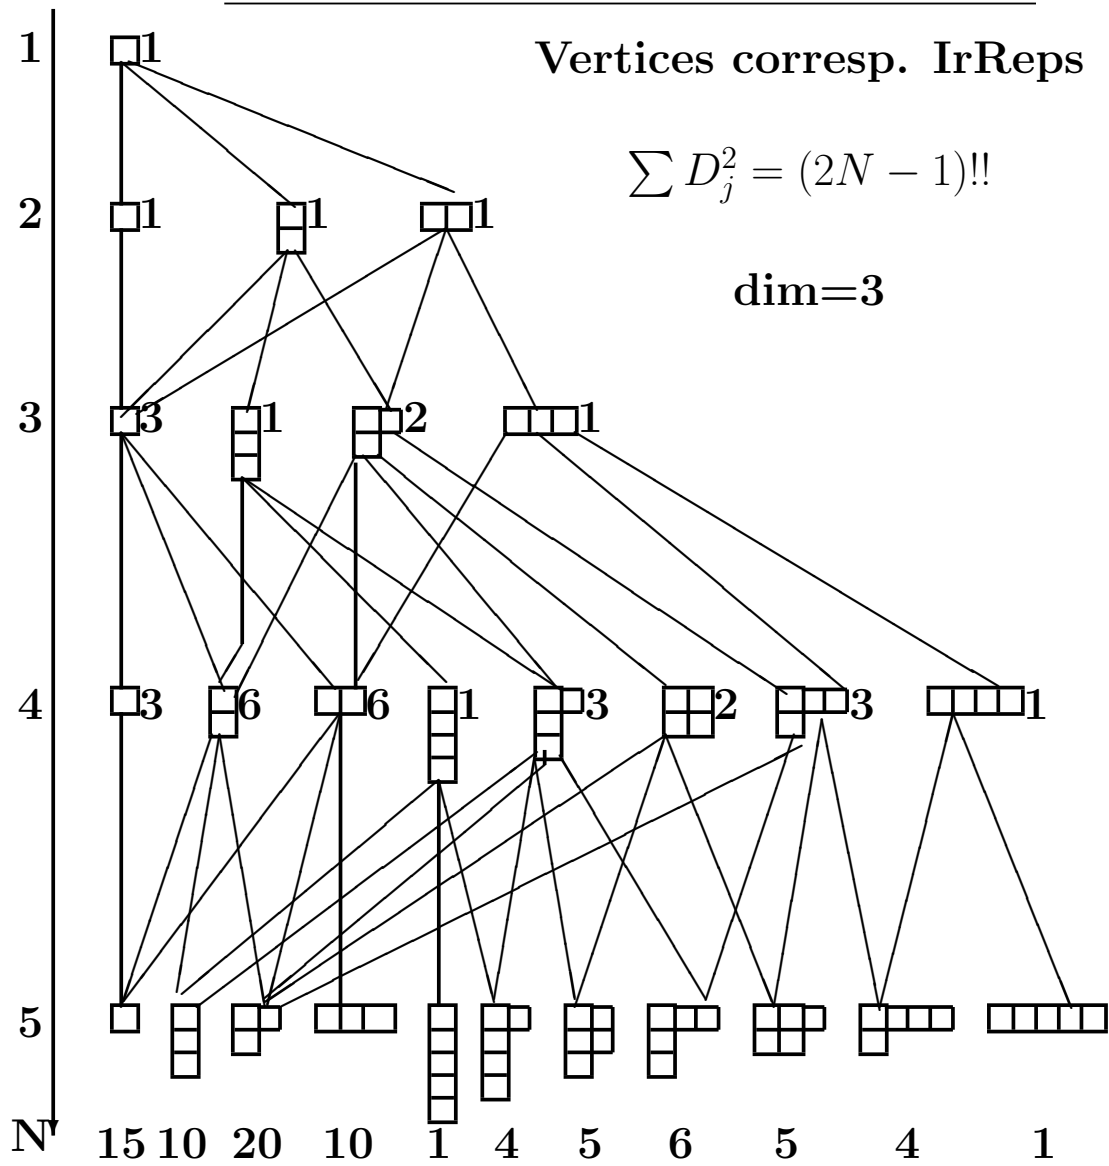 1 1 Vertices corresp. IrReps
∑ D_j^2 = (2N − 1)!!
2 1 1 1
dim=3
3 3 1 2 1
4 3 6 6 1 3 2 3 1
5
N 15 10 20 10 1 4 5 6 5 4 1